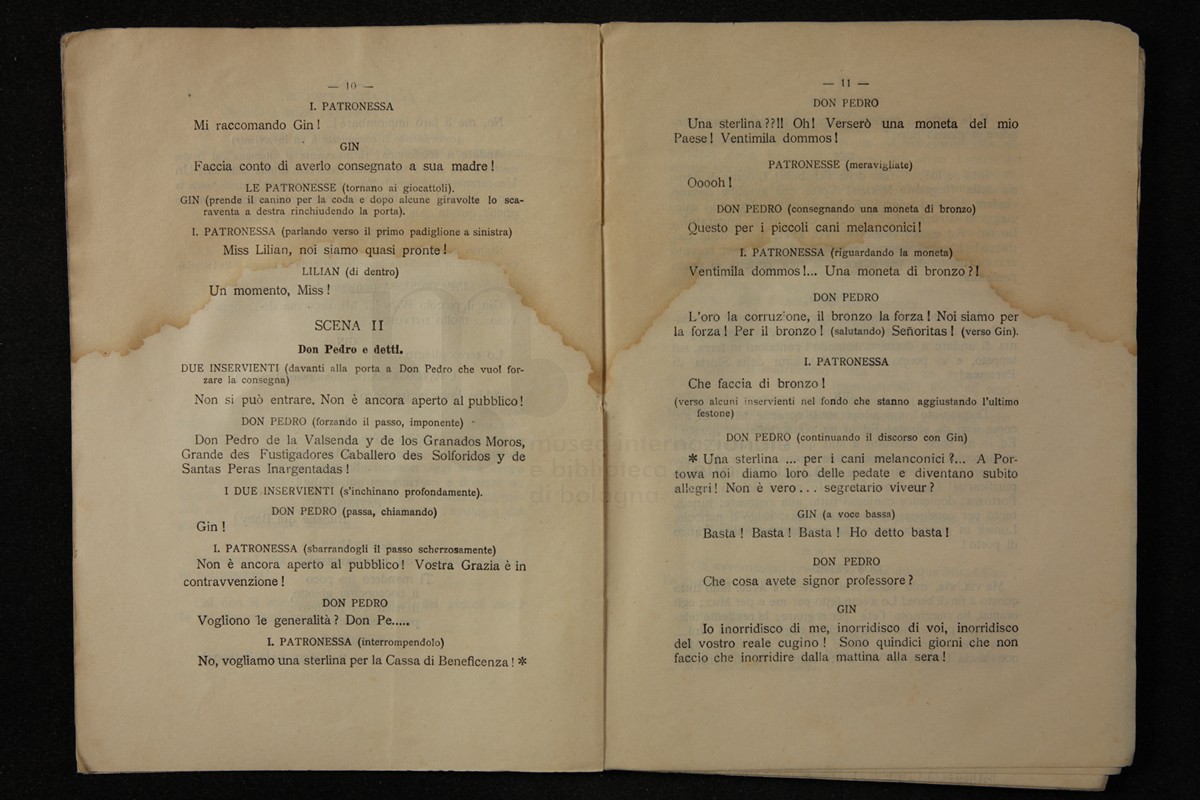 — 10 —
I. PATRONESSA
Mi raccomando Gin !
GIN
Faccia conto di averlo consegnato a sua madre !
LE PATRONESSE (tornano ai giocattoli).
GIN (prende il canino per la coda e dopo alcune giravolte lo sca-
raventa a destra rinchiudendo la porta).
I. PATRONESSA (parlando verso il primo padiglione a sinistra)
Miss Lilian, noi siamo quasi pronte !
LILIAN (di dentro)
Un momento, Miss !
SCENA II
Don Pedro e detti.
DUE INSERVIENTI (davanti alla porta a Don Pedro che vuol for-
zare la consegna)
Non si può entrare. Non è ancora aperto al pubblico !
DON PEDRO (forzando il passo, imponente)
Don Pedro de la Valsenda y de los Granados Moros,
Grande des Fustigadores Caballero des Solforidos y de
Santas Peras Inargentadas !
I DUE INSERVIENTI (s'inchinano profondamente).
DON PEDRO (passa, chiamando)
Gin !
I. PATRONESSA (sbarrandogli il passo scherzosamente)
Non è ancora aperto al pubblico ! Vostra Grazia è in
contravvenzione !
DON PEDRO
Vogliono le generalità ? Don Pe.....
I. PATRONESSA (interrompendolo)
No, vogliamo una sterlina per la Cassa di Beneficenza ! *
— 11 —
DON PEDRO
Una sterlina ??!! Oh! Verserò una moneta del mio
Paese ! Ventimila dommos !
PATRONESSE (meravigliate)
Ooooh !
DON PEDRO (consegnando una moneta di bronzo)
Questo per i piccoli cani melanconici !
I. PATRONESSA (riguardando la moneta)
Ventimila dommos !... Una moneta di bronzo ?!
DON PEDRO
L'oro la corruzione, il bronzo la forza ! Noi siamo per
la forza ! Per il bronzo ! (salutando) Señoritas ! (verso Gin).
I. PATRONESSA
Che faccia di bronzo !
(verso alcuni inservienti nel fondo che stanno aggiustando l'ultimo
festone)
DON PEDRO (continuando il discorso con Gin)
* Una sterlina ... per i cani melanconici ?... A Por-
towa noi diamo loro delle pedate e diventano subito
allegri ! Non è vero . . . segretario viveur ?
GIN (a voce bassa)
Basta ! Basta ! Basta ! Ho detto basta !
DON PEDRO
Che cosa avete signor professore ?
GIN
Io inorridisco di me, inorridisco di voi, inorridisco
del vostro reale cugino ! Sono quindici giorni che non
faccio che inorridire dalla mattina alla sera !
museo internazionale
e biblioteca
di bologna